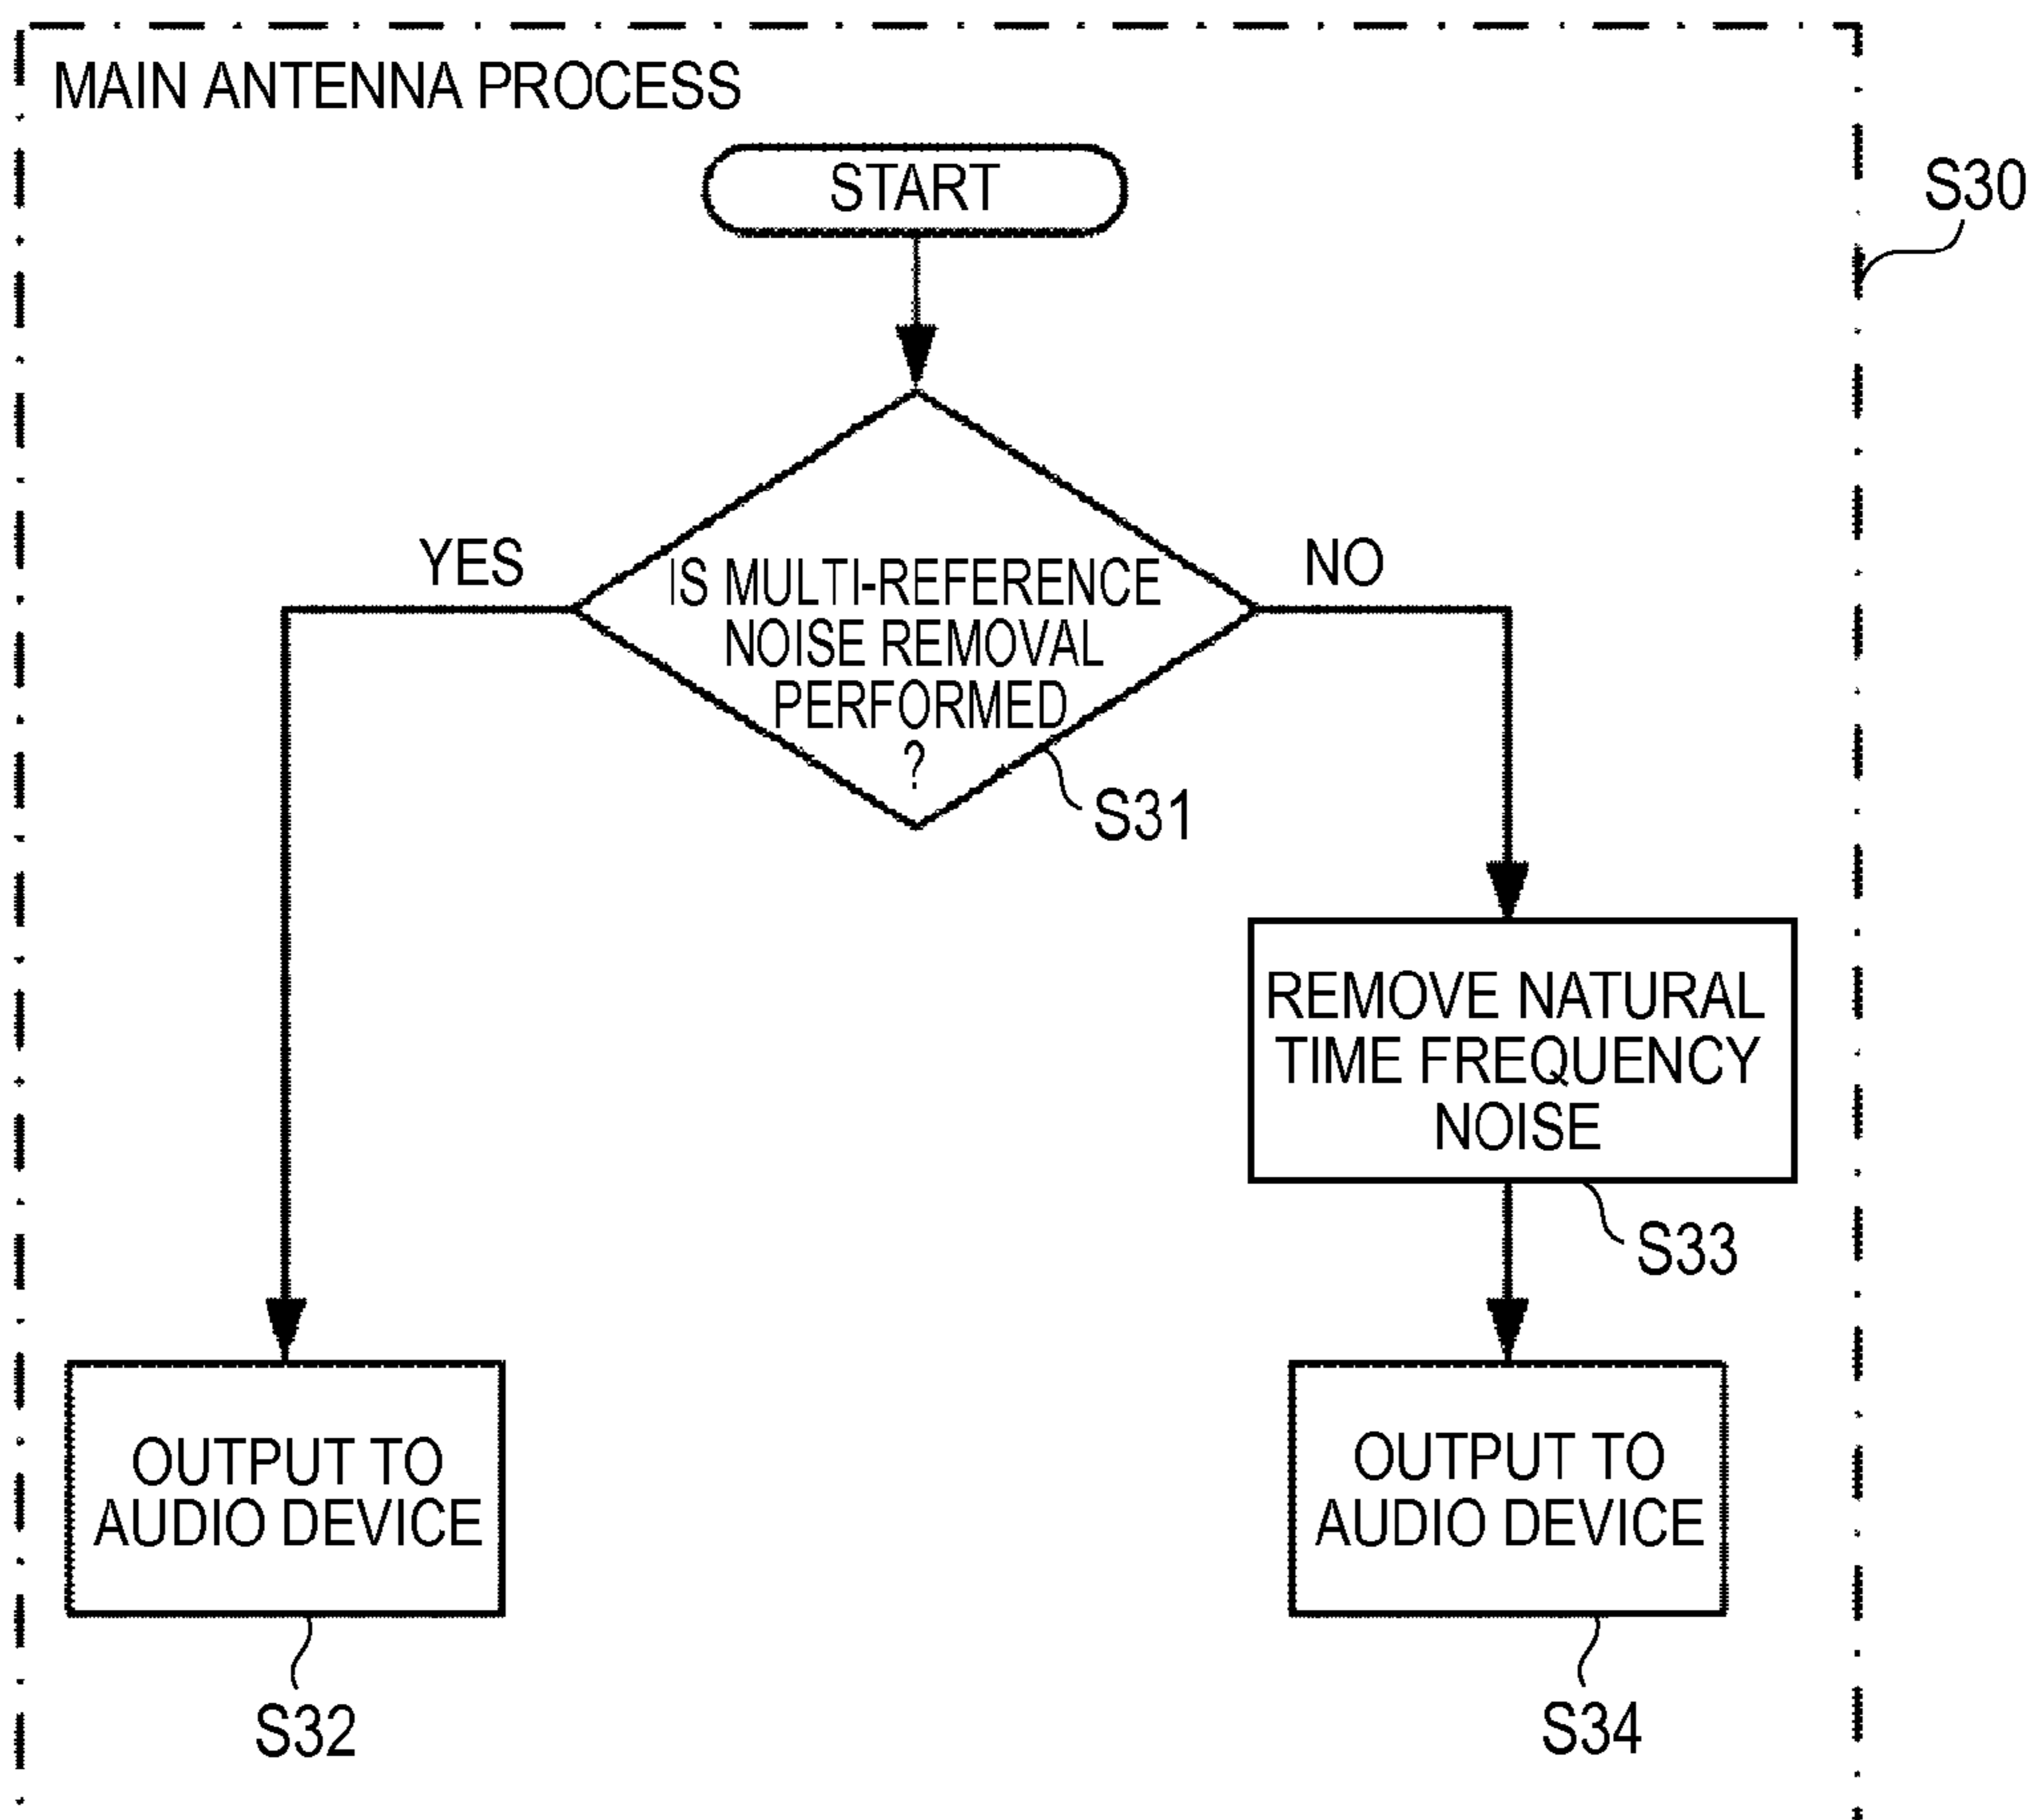 MAIN ANTENNA PROCESS
START
S30
YES
NO
IS MULTI-REFERENCE
NOISE REMOVAL
PERFORMED
?
S31
REMOVE NATURAL
TIME FREQUENCY
NOISE
S33
OUTPUT TO
AUDIO DEVICE
S32
OUTPUT TO
AUDIO DEVICE
S34